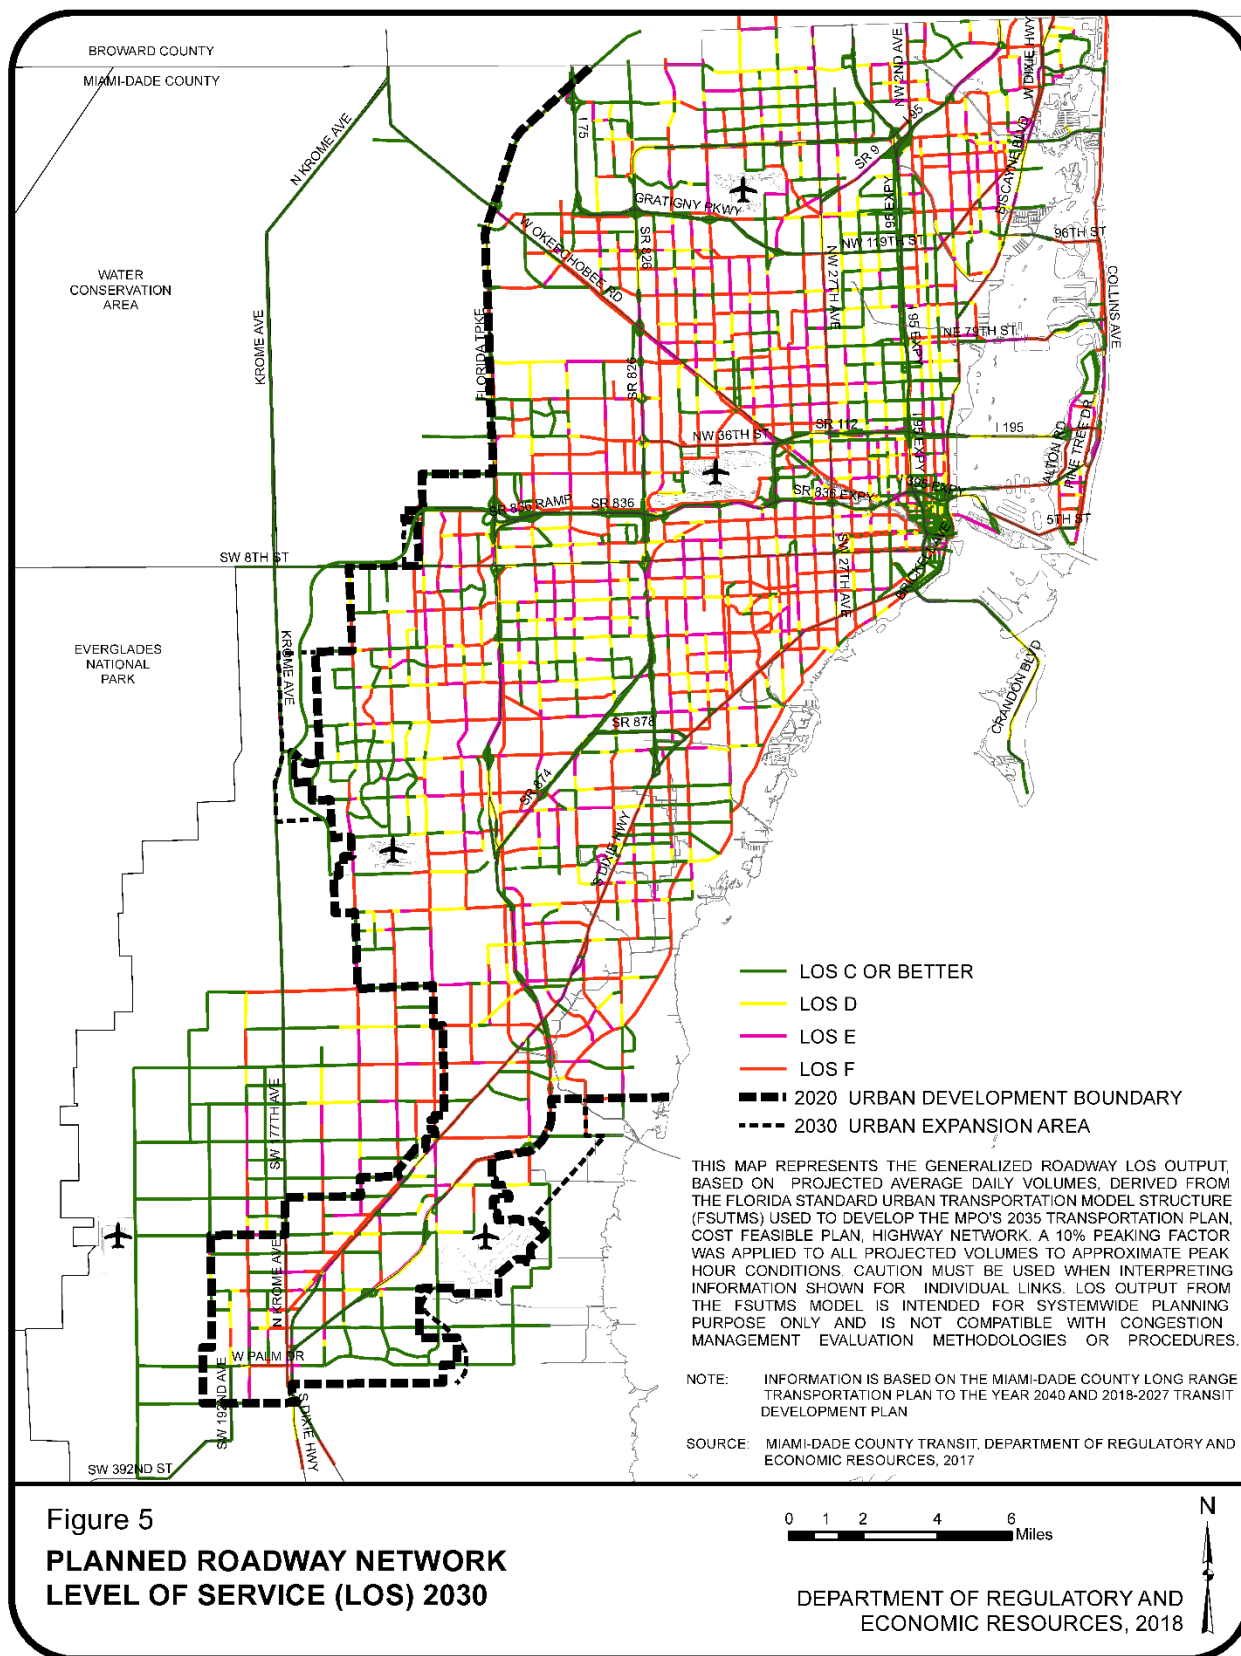 BROWARD COUNTY
MIAMI-DADE COUNTY
N KROME AVE
I 75
NW 2ND AVE
W DIXIE HWY
I 95
SR 9
BISCAYNE BLVD
GRATIGNY PKWY
95 EXPY
W OKEECHOBEE RD
SR 826
NW 119TH ST
96TH ST
WATER
CONSERVATION
AREA
NW 27TH AVE
COLLINS AVE
KROME AVE
FLORIDA TPKE
I 95 EXPY
NE 79TH ST
SR 826
ALTON RD
PINE TREE DR
NW 36TH ST
SR 112
I 95 EXPY
I 195
SR 836 RAMP
SR 836
SR 836 EXPY
I 395 EXPY
5TH ST
SW 8TH ST
SW 27TH AVE
BRICKELL AVE
EVERGLADES
NATIONAL
PARK
KROME AVE
CRANDON BLVD
SR 878
SR 874
S DIXIE HWY
LOS C OR BETTER
LOS D
LOS E
LOS F
2020 URBAN DEVELOPMENT BOUNDARY
2030 URBAN EXPANSION AREA
SW 177TH AVE
THIS MAP REPRESENTS THE GENERALIZED ROADWAY LOS OUTPUT,
BASED ON PROJECTED AVERAGE DAILY VOLUMES, DERIVED FROM
THE FLORIDA STANDARD URBAN TRANSPORTATION MODEL STRUCTURE
(FSUTMS) USED TO DEVELOP THE MPO'S 2035 TRANSPORTATION PLAN,
COST FEASIBLE PLAN, HIGHWAY NETWORK. A 10% PEAKING FACTOR
WAS APPLIED TO ALL PROJECTED VOLUMES TO APPROXIMATE PEAK
HOUR CONDITIONS. CAUTION MUST BE USED WHEN INTERPRETING
INFORMATION SHOWN FOR INDIVIDUAL LINKS. LOS OUTPUT FROM
THE FSUTMS MODEL IS INTENDED FOR SYSTEMWIDE PLANNING
PURPOSE ONLY AND IS NOT COMPATIBLE WITH CONGESTION
MANAGEMENT EVALUATION METHODOLOGIES OR PROCEDURES.
N KROME AVE
W PALM DR
SW 192ND AVE
S DIXIE HWY
SW 392ND ST
NOTE: INFORMATION IS BASED ON THE MIAMI-DADE COUNTY LONG RANGE
TRANSPORTATION PLAN TO THE YEAR 2040 AND 2018-2027 TRANSIT
DEVELOPMENT PLAN
SOURCE: MIAMI-DADE COUNTY TRANSIT, DEPARTMENT OF REGULATORY AND
ECONOMIC RESOURCES, 2017
Figure 5
PLANNED ROADWAY NETWORK
LEVEL OF SERVICE (LOS) 2030
0 1 2 4 6
Miles
N
DEPARTMENT OF REGULATORY AND
ECONOMIC RESOURCES, 2018